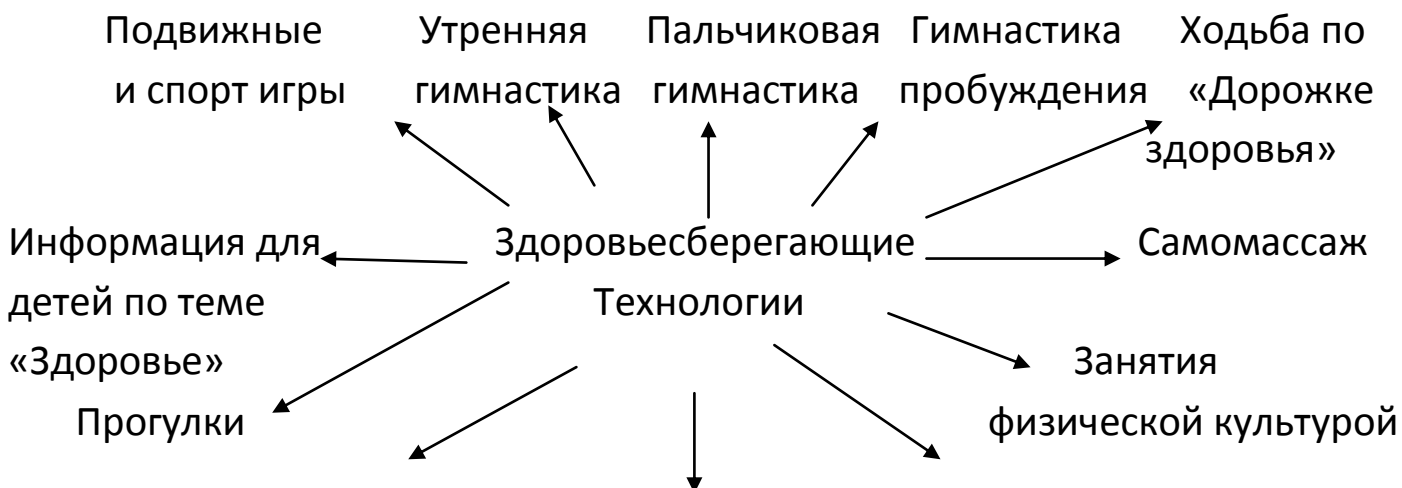 Подвижные Утренняя Пальчиковая Гимнастика Ходьба по
и спорт игры гимнастика гимнастика пробуждения «Дорожке
здоровья»
Информация для Здоровьесберегающие Самомассаж
детей по теме Технологии
«Здоровье» Занятия
Прогулки физической культурой